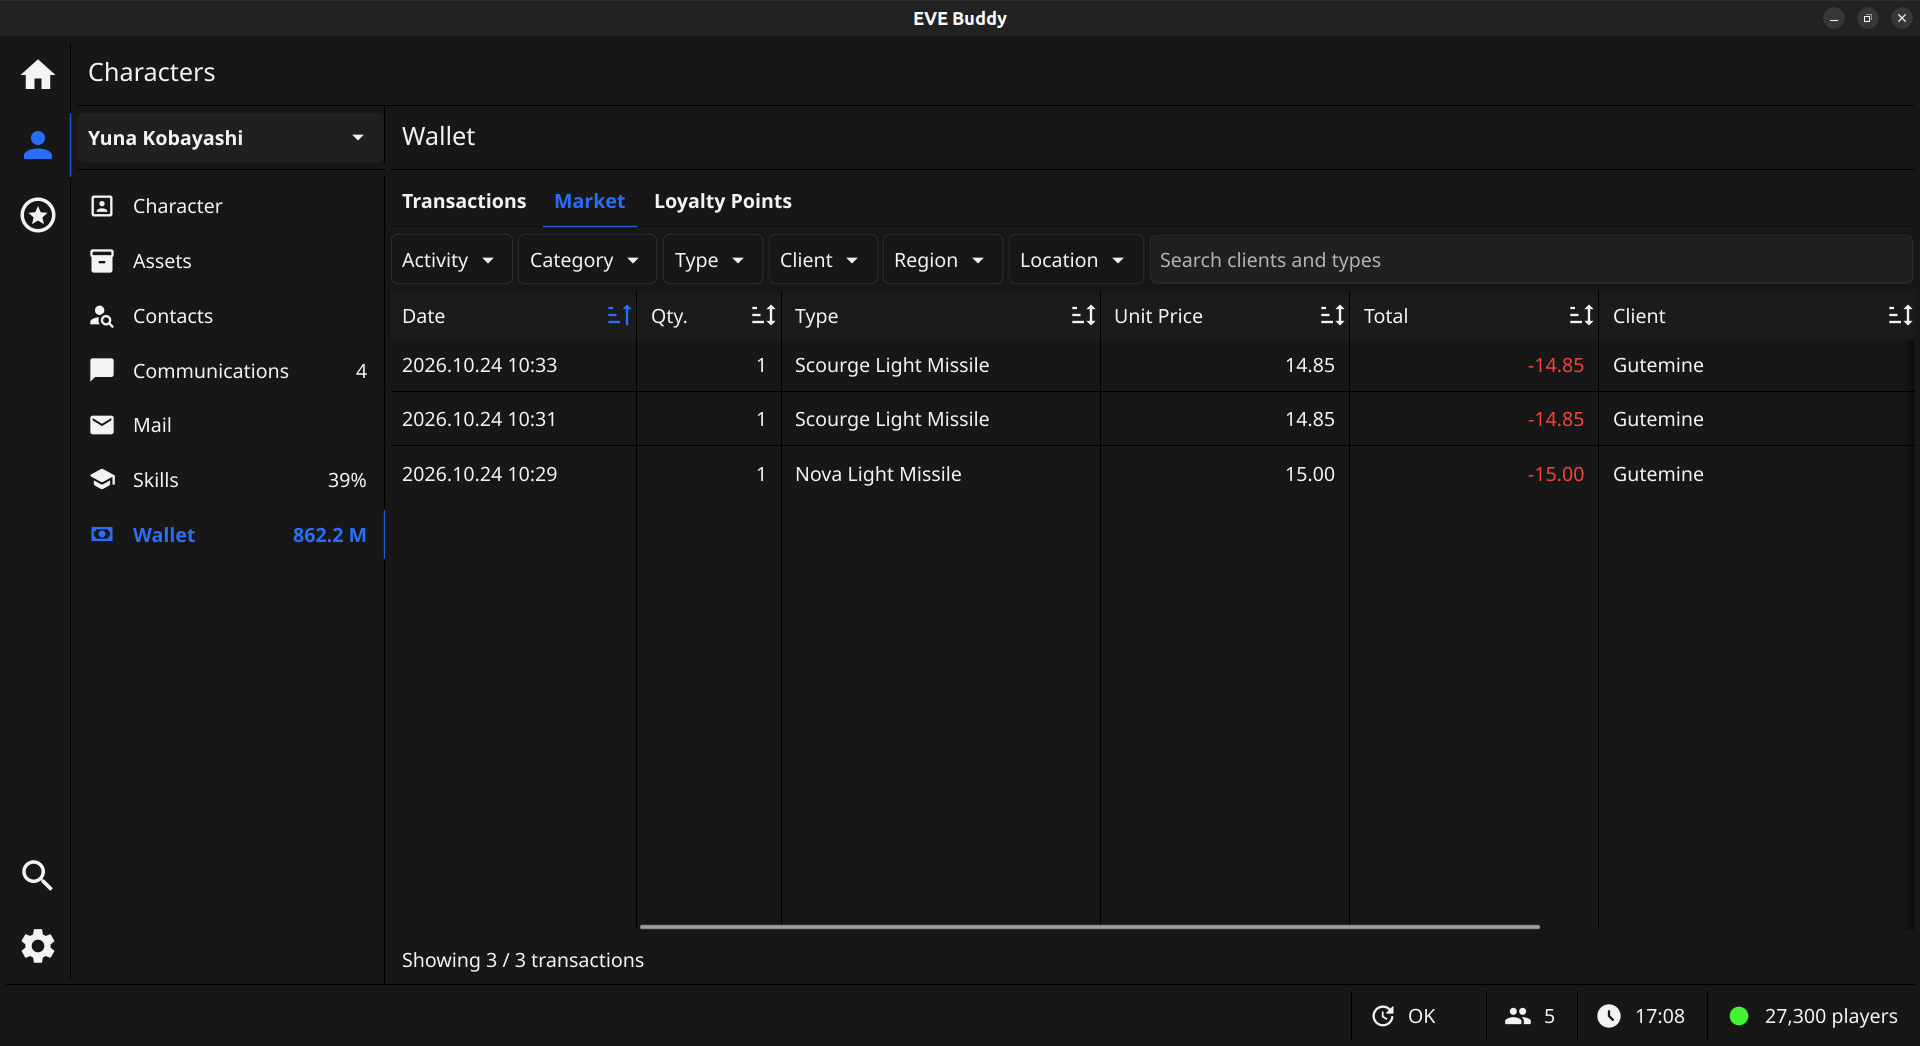 EVE Buddy
Characters
Yuna Kobayashi
Character
Assets
Contacts
Communications 4
Mail
Skills 39%
Wallet 862.2 M
Wallet
Transactions Market Loyalty Points
Activity Category Type Client Region Location Search clients and types
Date Qty. Type Unit Price Total Client
2026.10.24 10:33 1 Scourge Light Missile 14.85 -14.85 Gutemine
2026.10.24 10:31 1 Scourge Light Missile 14.85 -14.85 Gutemine
2026.10.24 10:29 1 Nova Light Missile 15.00 -15.00 Gutemine
Showing 3 / 3 transactions
OK 5 17:08 27,300 players